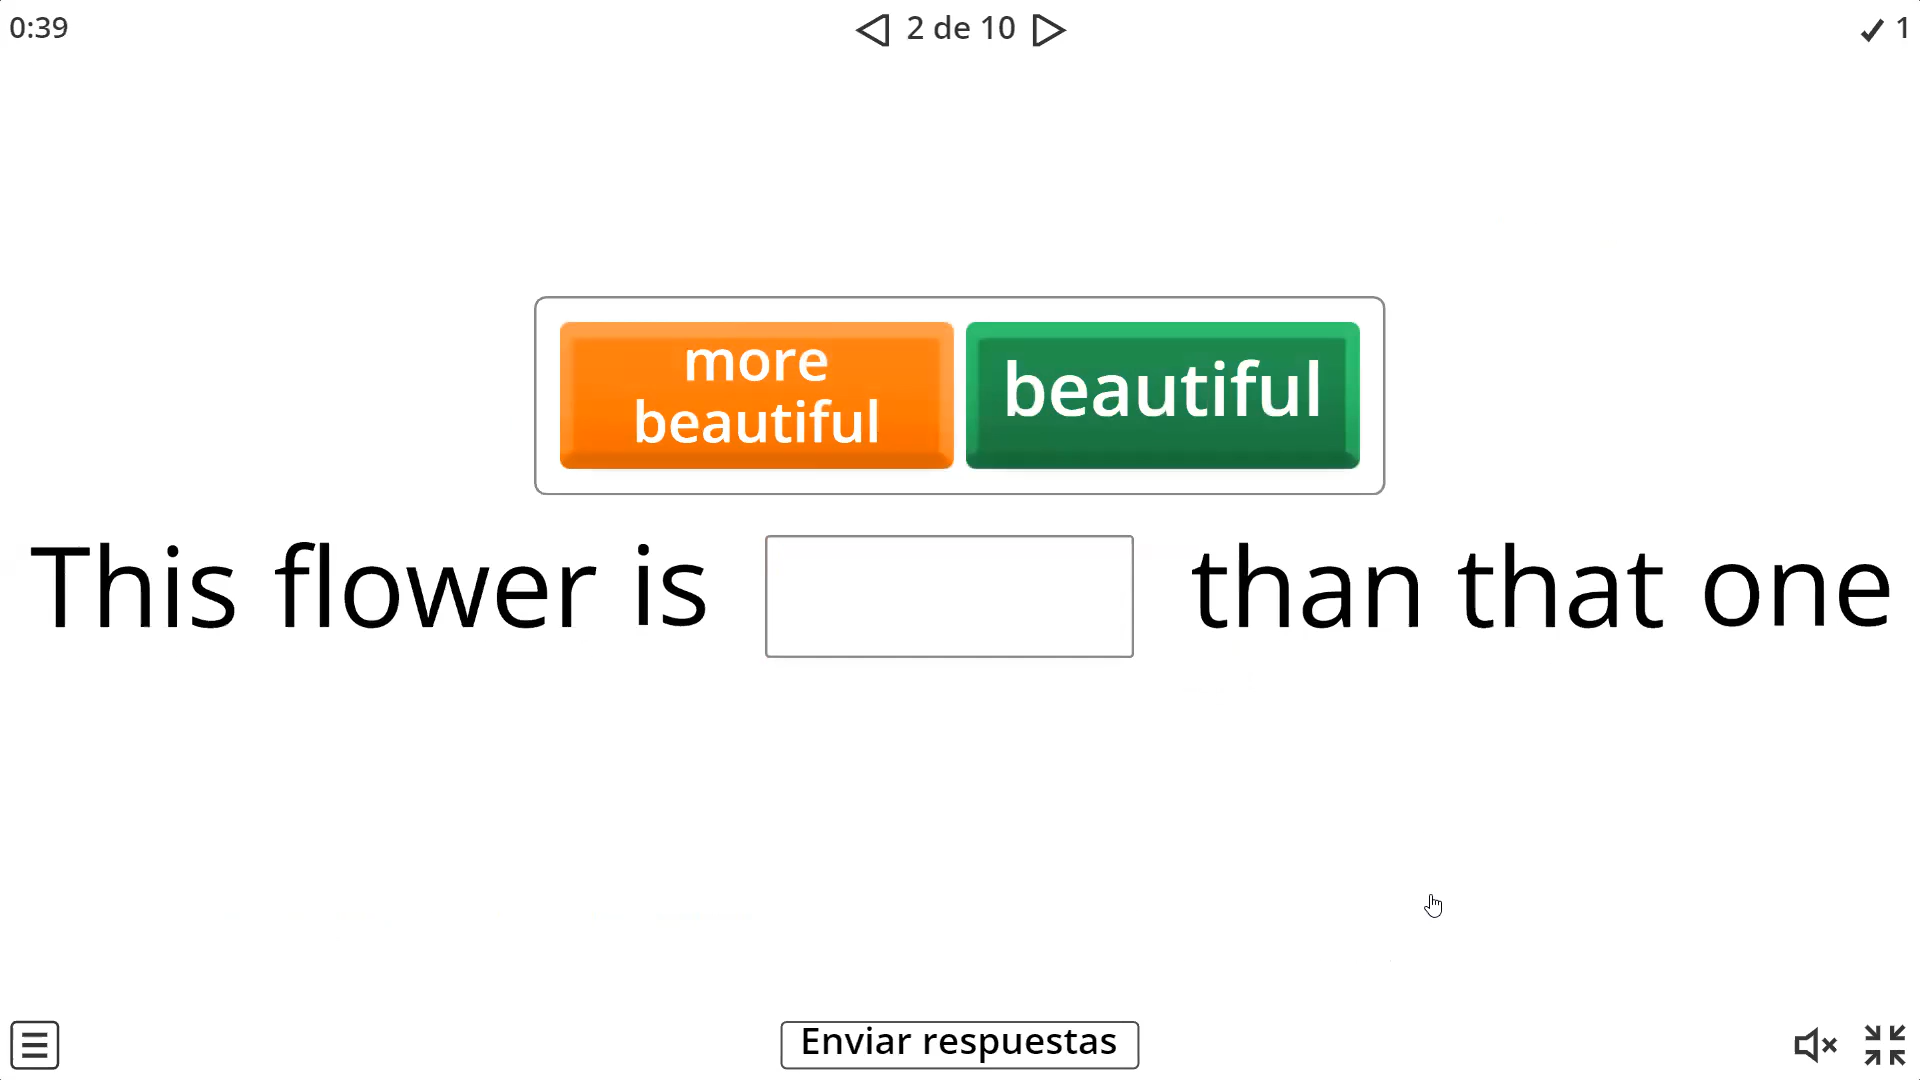 0:39
2 de 10
1
more
beautiful
beautiful
This flower is than that one
Enviar respuestas